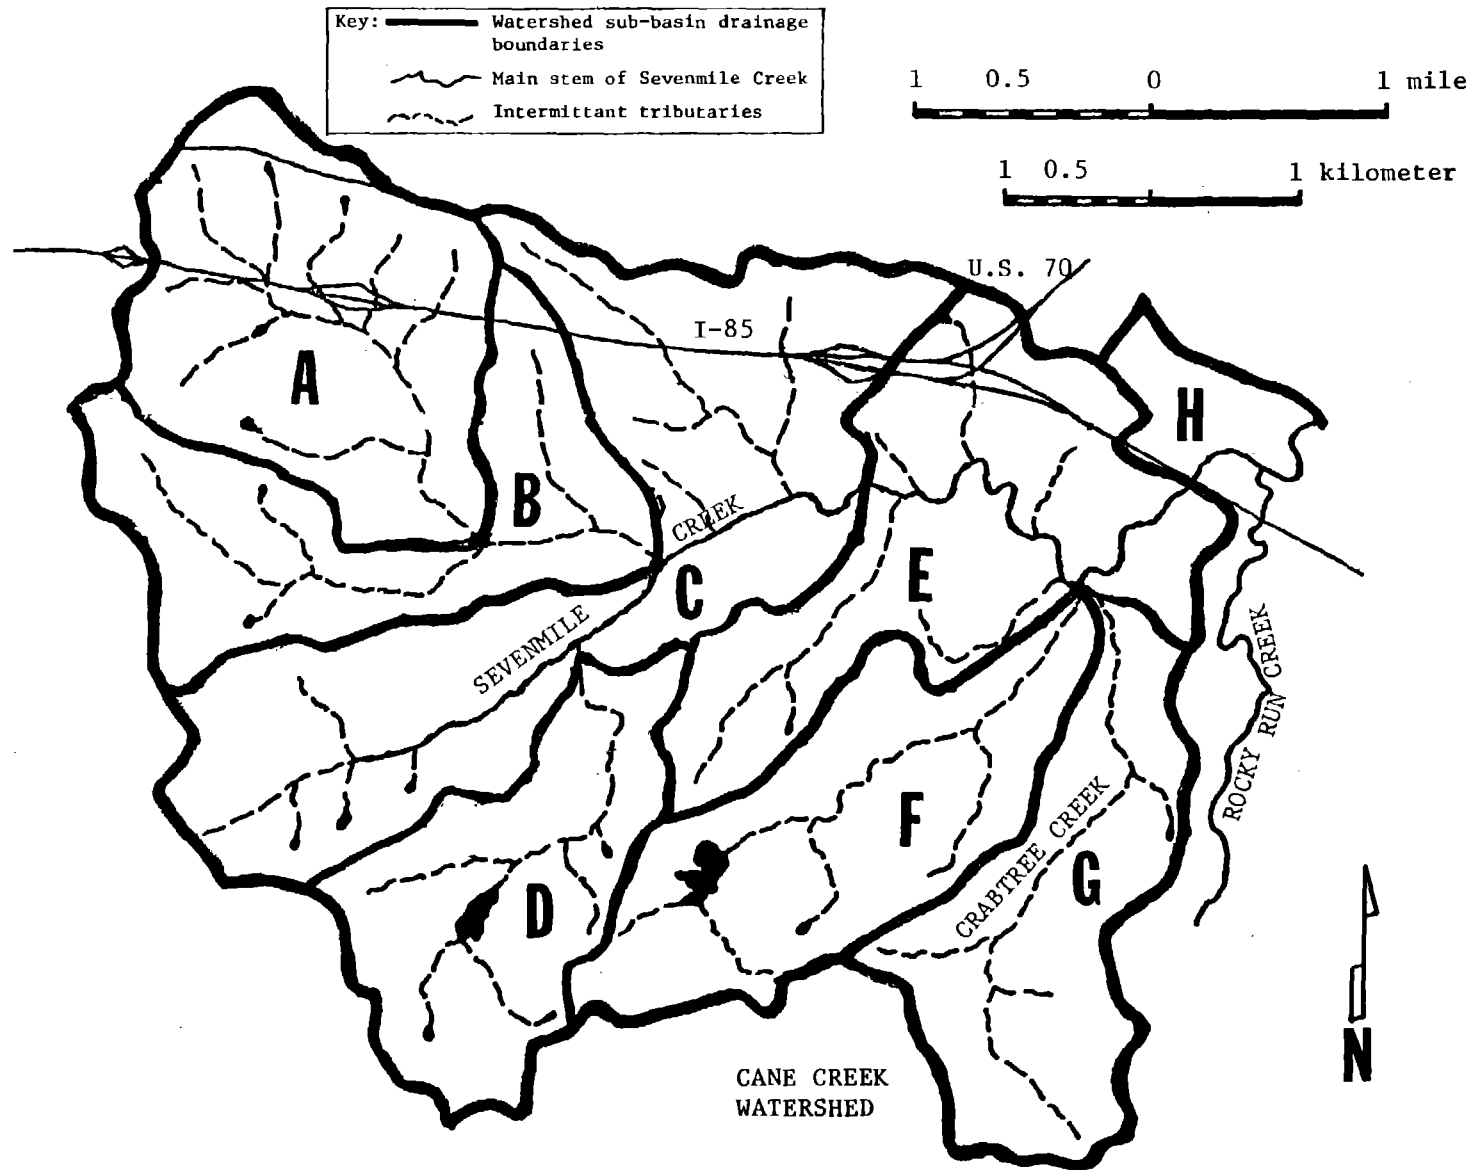 Key: Watershed sub-basin drainage
boundaries
Main stem of Sevenmile Creek
Intermittant tributaries
1 0.5 0 1 mile
1 0.5 1 kilometer
U.S. 70
I-85
A
H
B
CREEK
C
E
SEVENMILE
ROCKY RUN CREEK
F
CRABTREE CREEK
G
D
N
CANE CREEK
WATERSHED